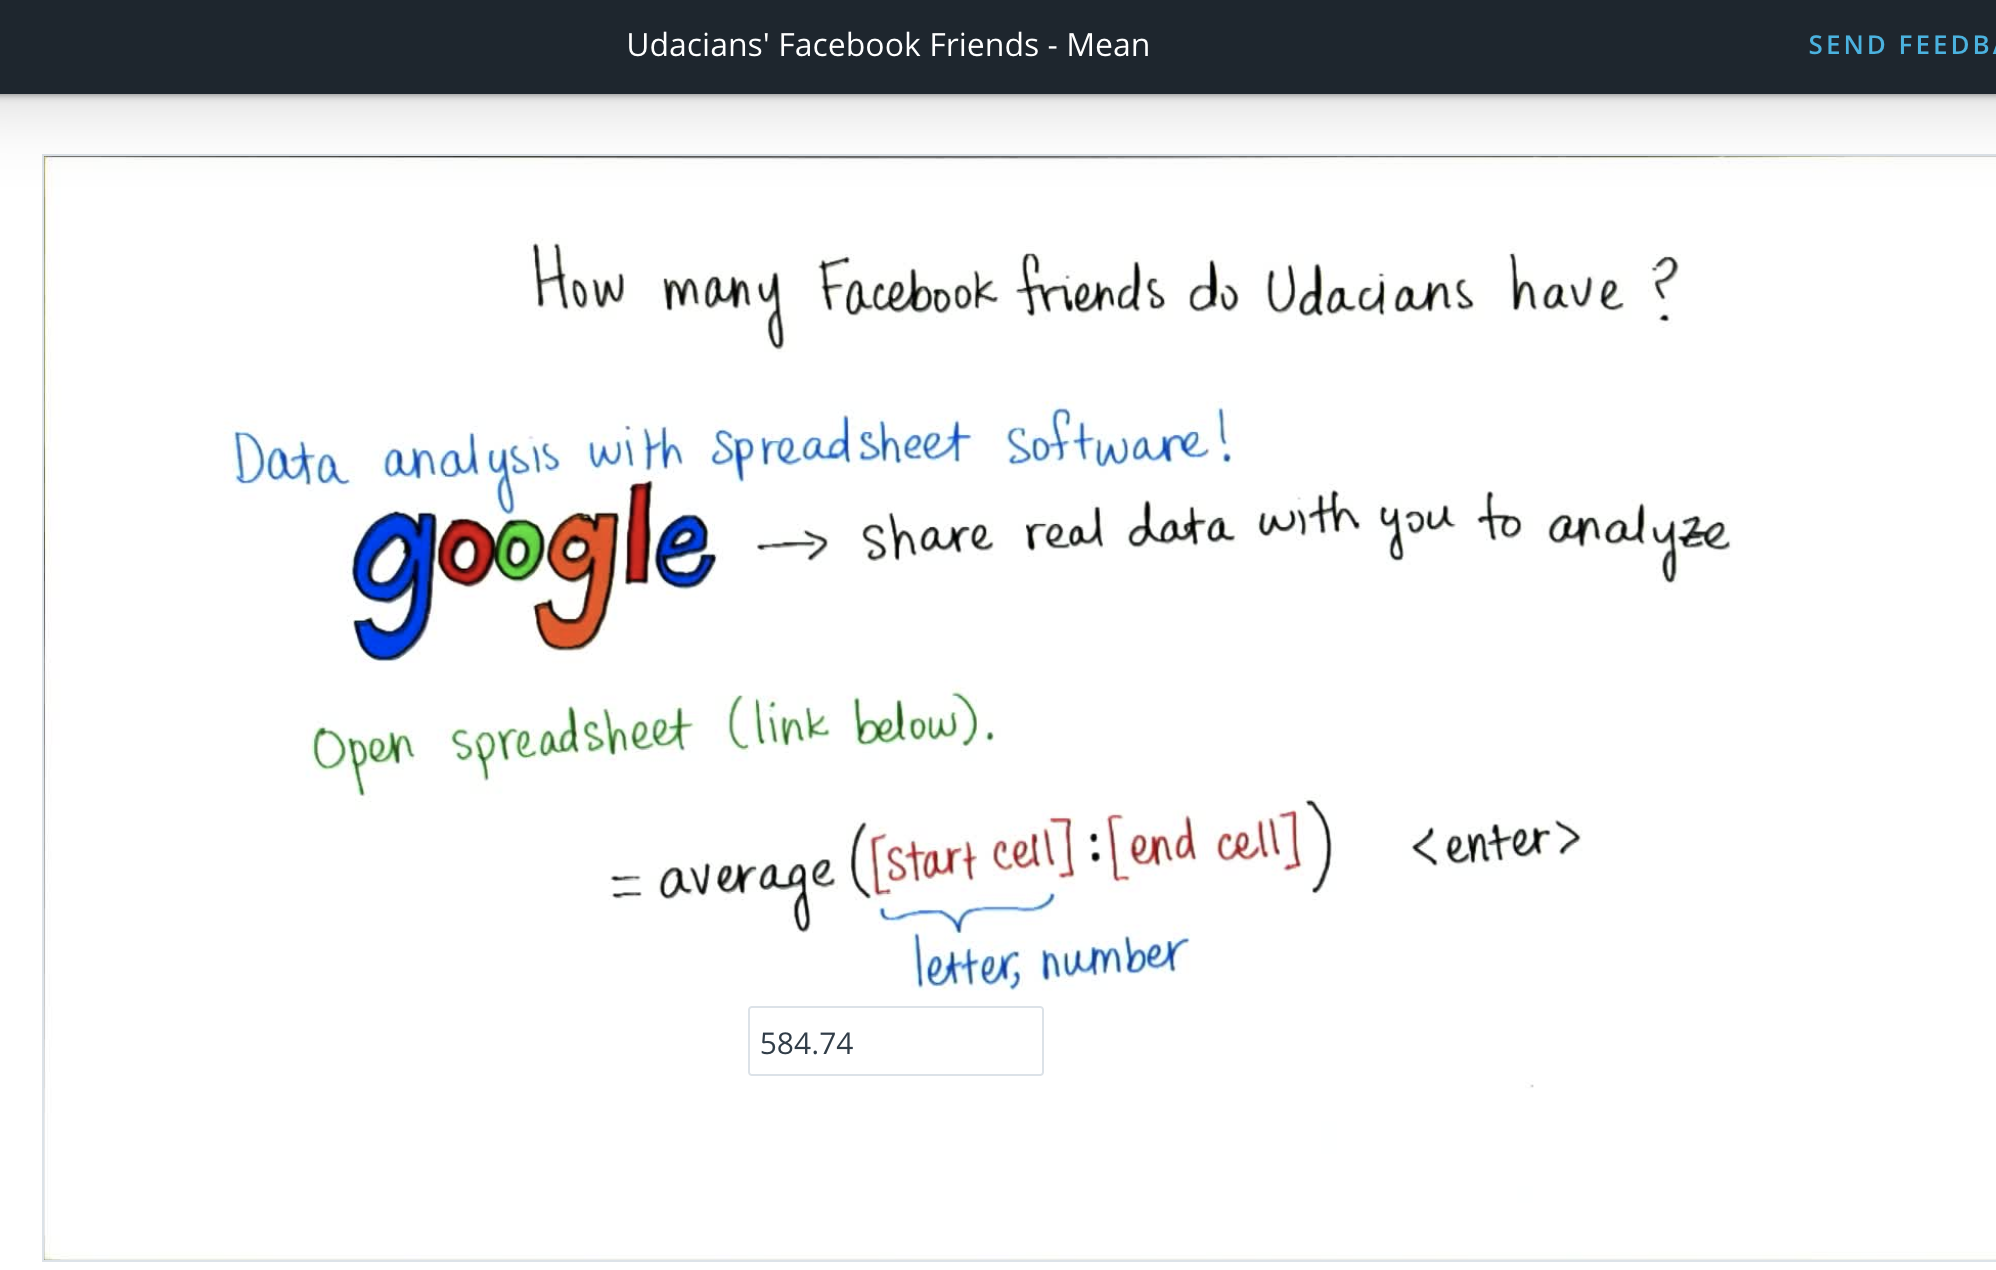 Udacians' Facebook Friends - Mean
SEND FEEDBA
How many Facebook friends do Udacians have ?
Data analysis with spreadsheet software!
google → share real data with you to analyze
Open spreadsheet (link below).
= average ([start cell]:[end cell]) <enter>
letter, number
584.74